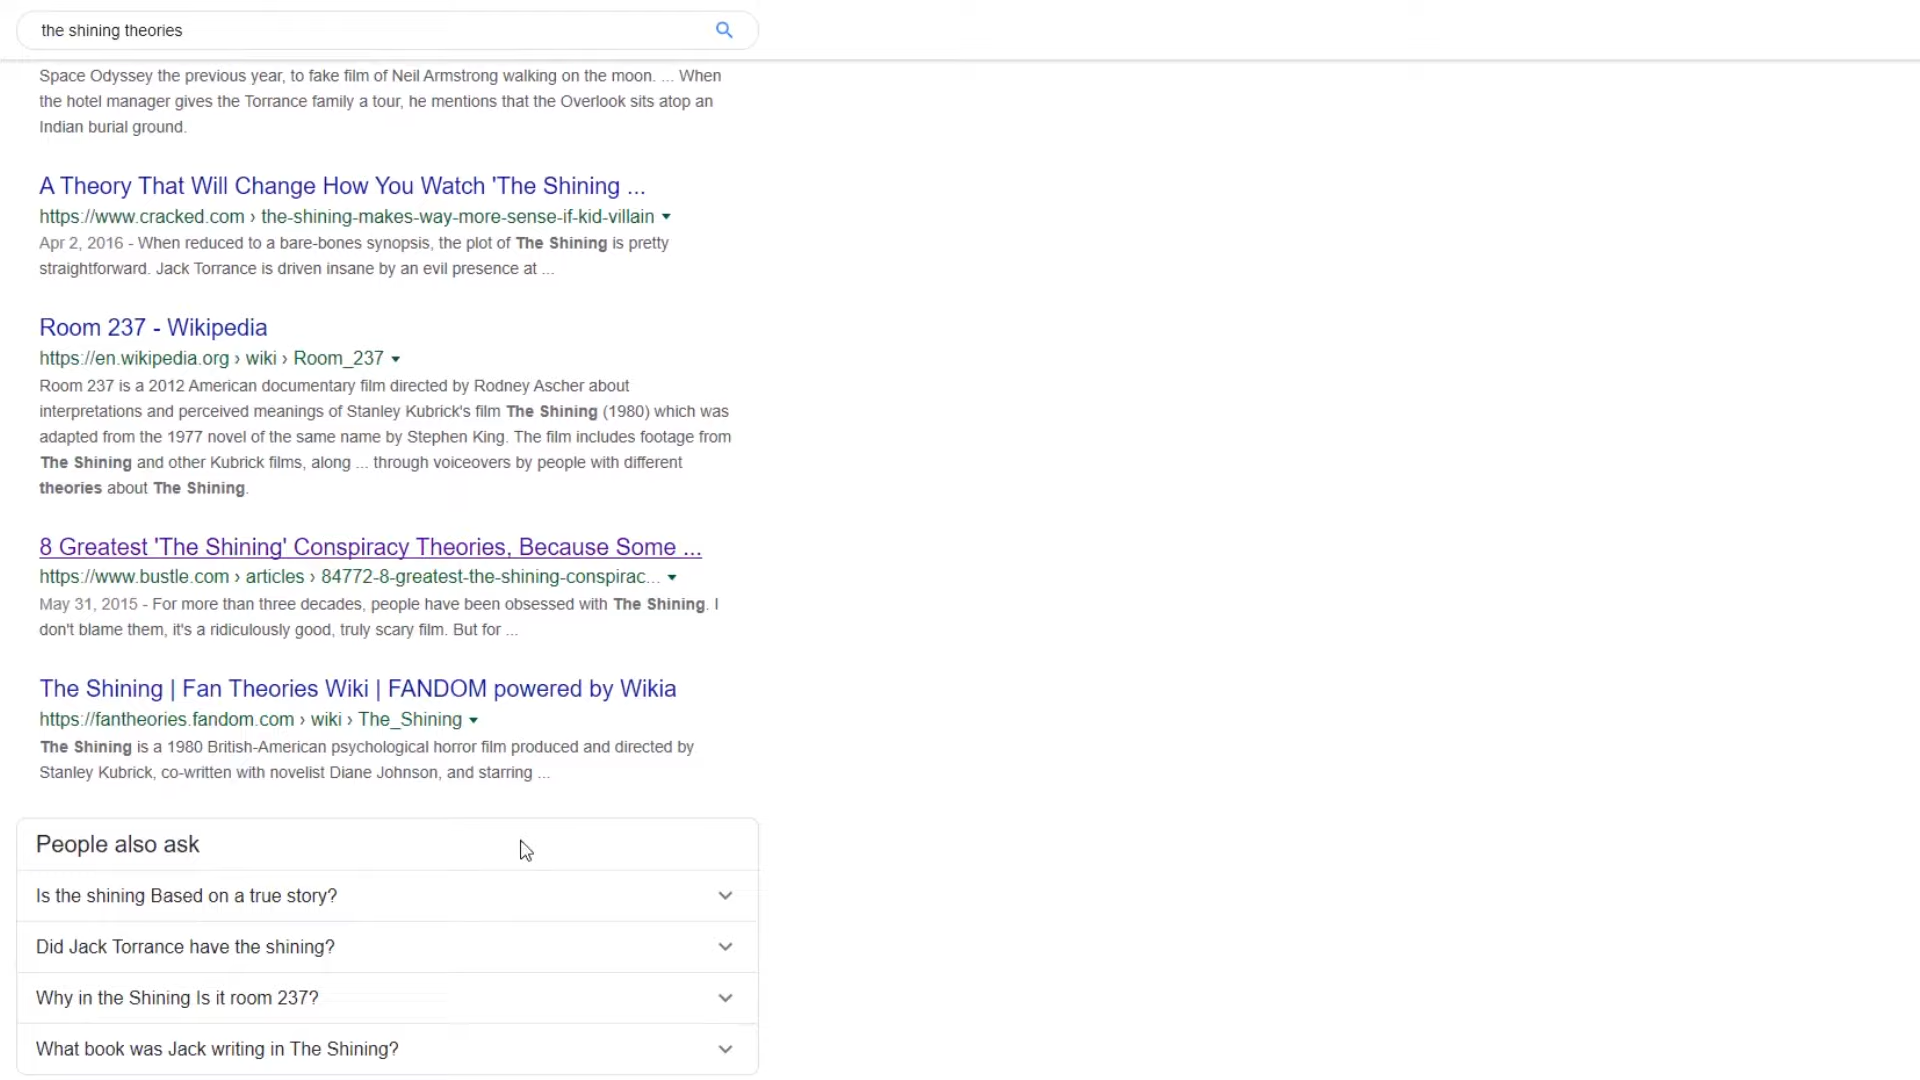 the shining theories
Space Odyssey the previous year, to fake film of Neil Armstrong walking on the moon. ... When
the hotel manager gives the Torrance family a tour, he mentions that the Overlook sits atop an
Indian burial ground.
A Theory That Will Change How You Watch 'The Shining ...
https://www.cracked.com › the-shining-makes-way-more-sense-if-kid-villain
Apr 2, 2016 - When reduced to a bare-bones synopsis, the plot of The Shining is pretty
straightforward. Jack Torrance is driven insane by an evil presence at ...
Room 237 - Wikipedia
https://en.wikipedia.org › wiki › Room_237
Room 237 is a 2012 American documentary film directed by Rodney Ascher about
interpretations and perceived meanings of Stanley Kubrick's film The Shining (1980) which was
adapted from the 1977 novel of the same name by Stephen King. The film includes footage from
The Shining and other Kubrick films, along ... through voiceovers by people with different
theories about The Shining.
8 Greatest 'The Shining' Conspiracy Theories, Because Some ...
https://www.bustle.com › articles › 84772-8-greatest-the-shining-conspirac...
May 31, 2015 - For more than three decades, people have been obsessed with The Shining. I
don't blame them, it's a ridiculously good, truly scary film. But for ...
The Shining | Fan Theories Wiki | FANDOM powered by Wikia
https://fantheories.fandom.com › wiki › The_Shining
The Shining is a 1980 British-American psychological horror film produced and directed by
Stanley Kubrick, co-written with novelist Diane Johnson, and starring ...
People also ask
Is the shining Based on a true story?
Did Jack Torrance have the shining?
Why in the Shining Is it room 237?
What book was Jack writing in The Shining?